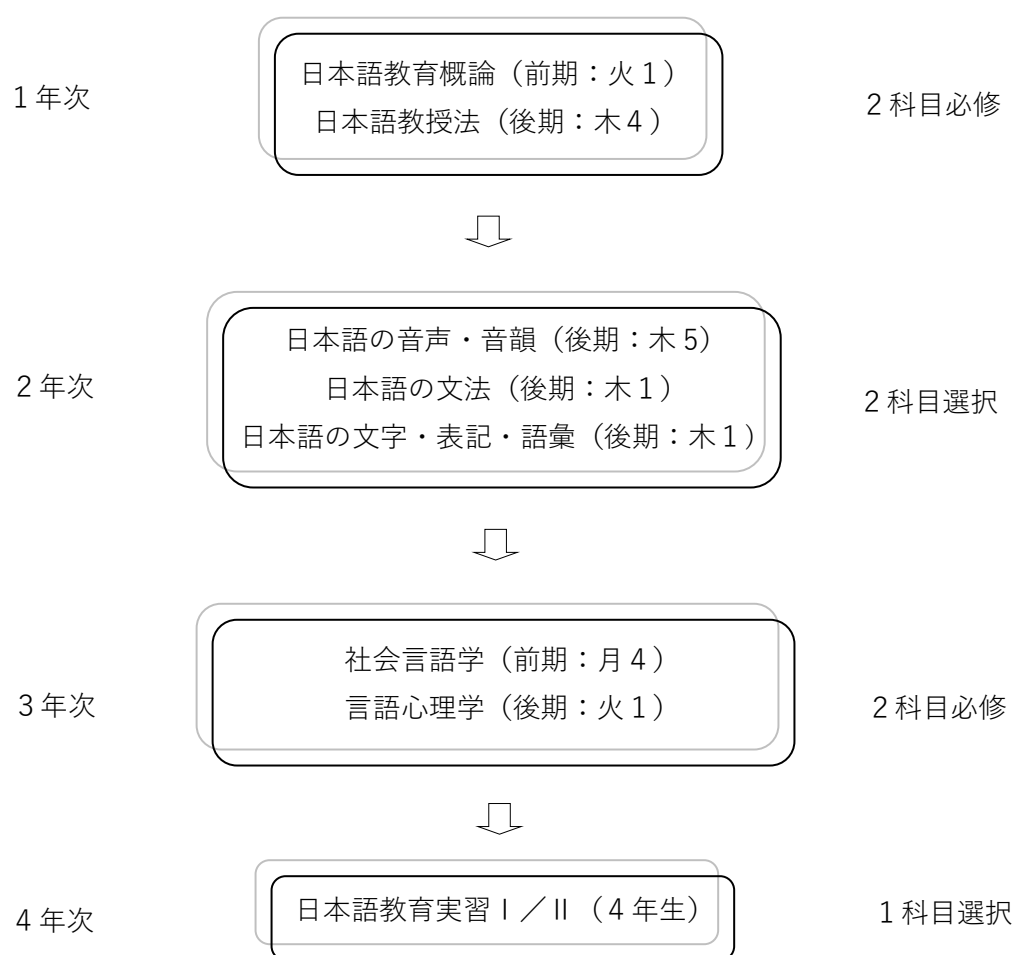 1年次
日本語教育概論（前期：火１）
日本語教授法（後期：木４）
２科目必修
２年次
日本語の音声・音韻（後期：木5）
日本語の文法（後期：木１）
日本語の文字・表記・語彙（後期：木１）
２科目選択
３年次
社会言語学（前期：月４）
言語心理学（後期：火１）
２科目必修
４年次
日本語教育実習Ⅰ／Ⅱ（４年生）
１科目選択